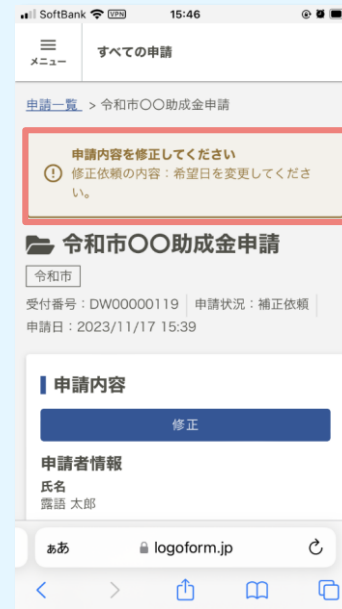 SoftBank VPN 15:46
メニュー すべての申請
申請一覧 > 令和市〇〇助成金申請
申請内容を修正してください
修正依頼の内容：希望日を変更してくださ
い。
令和市〇〇助成金申請
令和市
受付番号：DW00000119 申請状況：補正依頼
申請日：2023/11/17 15:39
申請内容
修正
申請者情報
氏名
露語 太郎
ぁあ logoform.jp